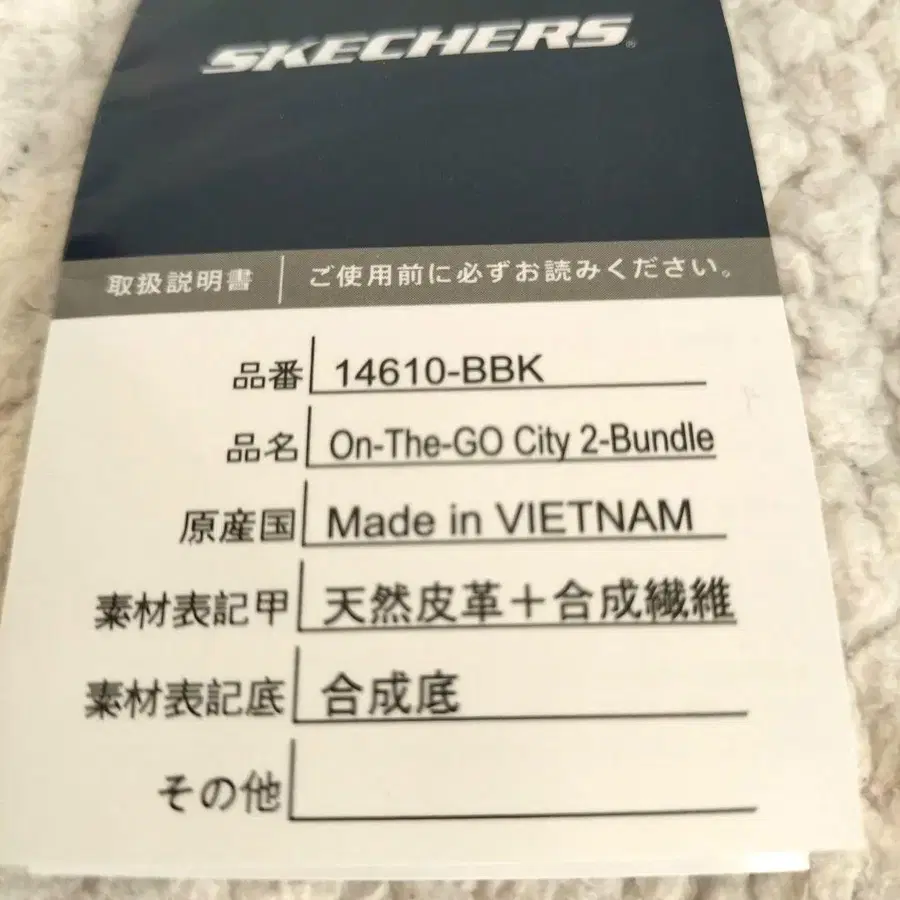 SKECHERS®
取扱説明書 ご使用前に必ずお読みください。
品番 14610-BBK
品名 On-The-GO City 2-Bundle
原産国 Made in VIETNAM
素材表記甲 天然皮革＋合成繊維
素材表記底 合成底
その他